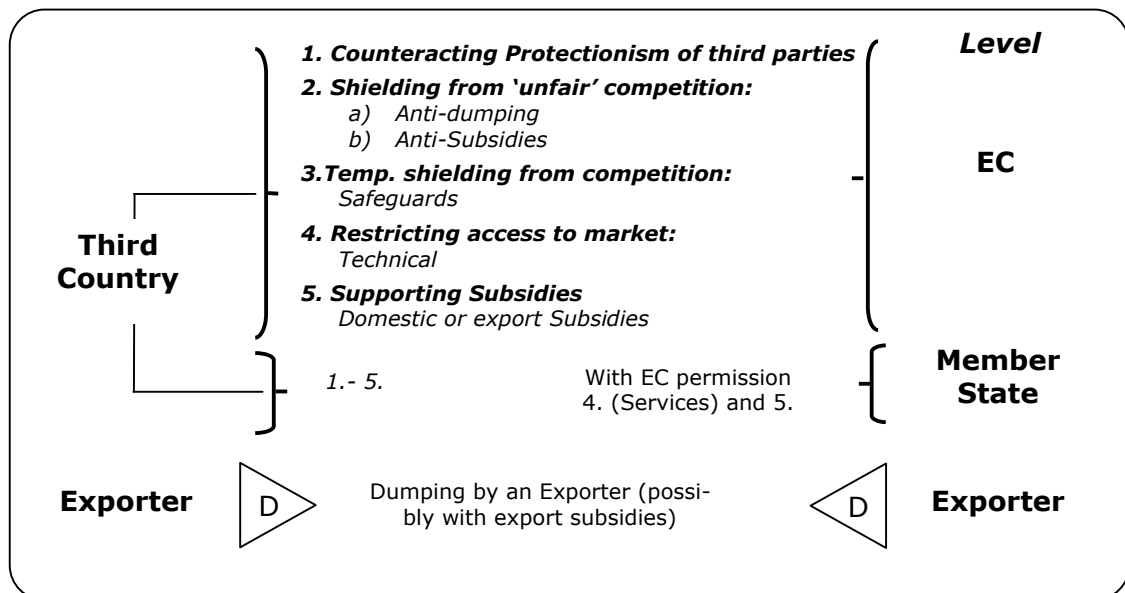 Level
1. Counteracting Protectionism of third parties
2. Shielding from ‘unfair’ competition:
a) Anti-dumping
b) Anti-Subsidies
EC
3.Temp. shielding from competition:
Safeguards
4. Restricting access to market:
Technical
Third
Country
5. Supporting Subsidies
Domestic or export Subsidies
1.- 5.
With EC permission
4. (Services) and 5.
Member
State
Exporter
D
Dumping by an Exporter (possi-
bly with export subsidies)
D
Exporter